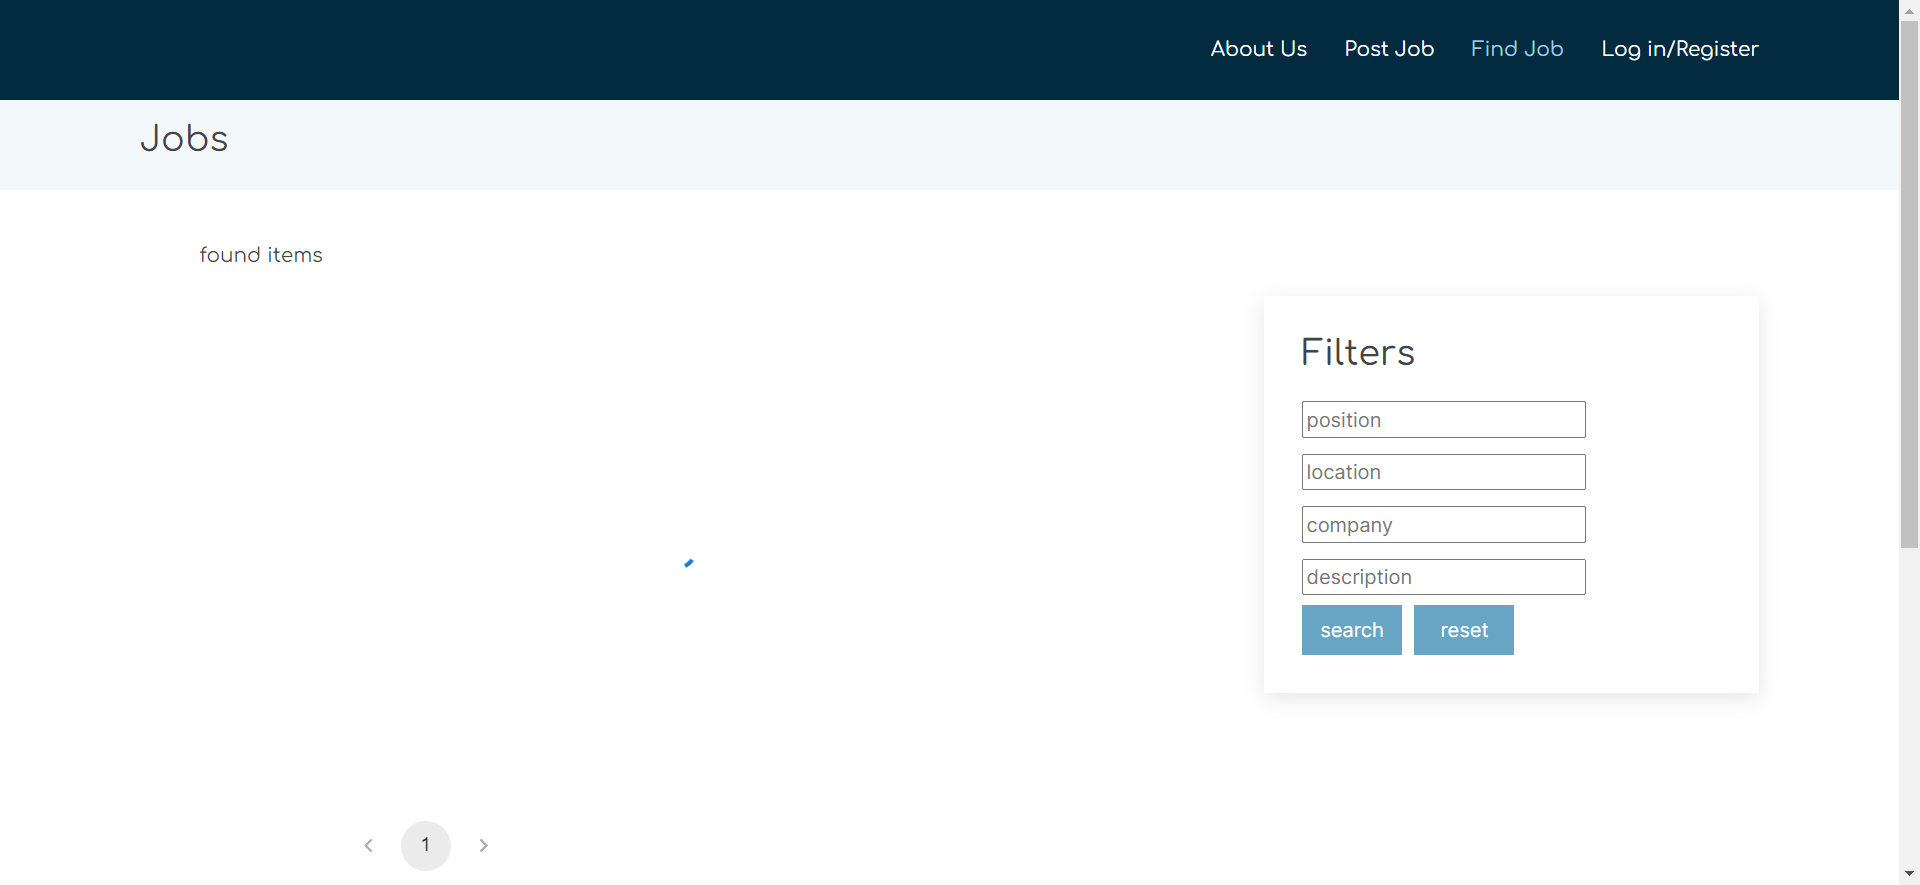 About Us Post Job Find Job Log in/Register
Jobs
found items
Filters
position
location
company
description
search reset
1